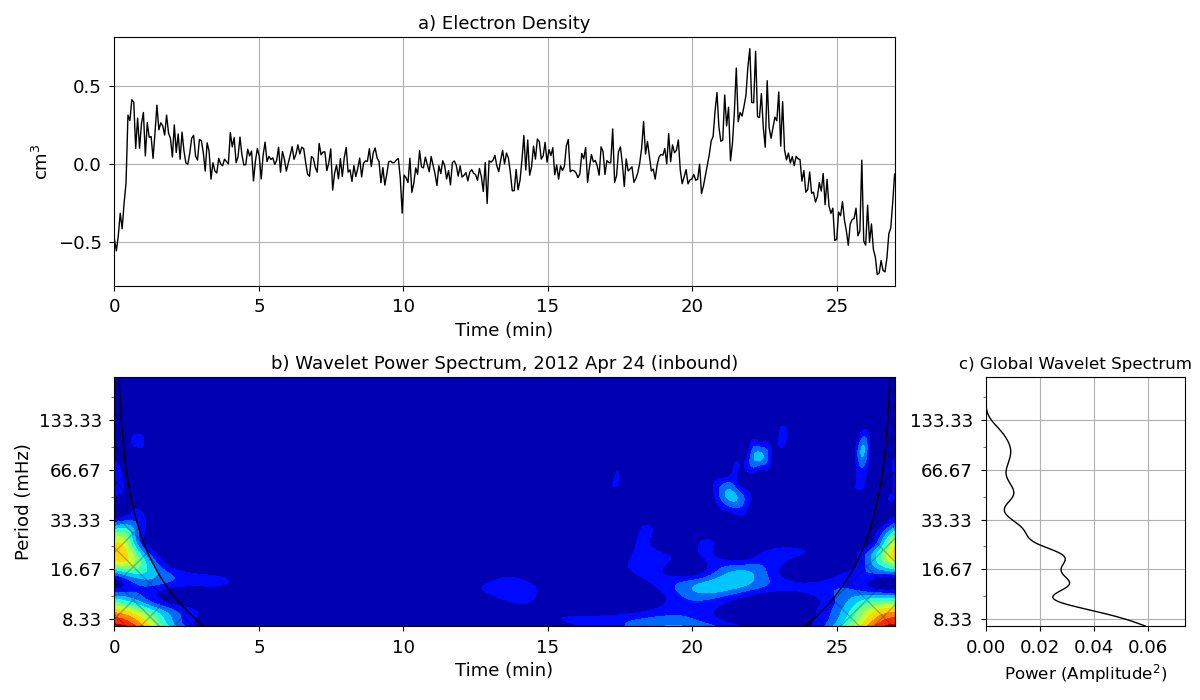 a) Electron Density
cm³
0.5
0.0
−0.5
0 5 10 15 20 25
Time (min)
b) Wavelet Power Spectrum, 2012 Apr 24 (inbound)
Period (mHz)
133.33
66.67
33.33
16.67
8.33
0 5 10 15 20 25
Time (min)
c) Global Wavelet Spectrum
133.33
66.67
33.33
16.67
8.33
0.00 0.02 0.04 0.06
Power (Amplitude²)